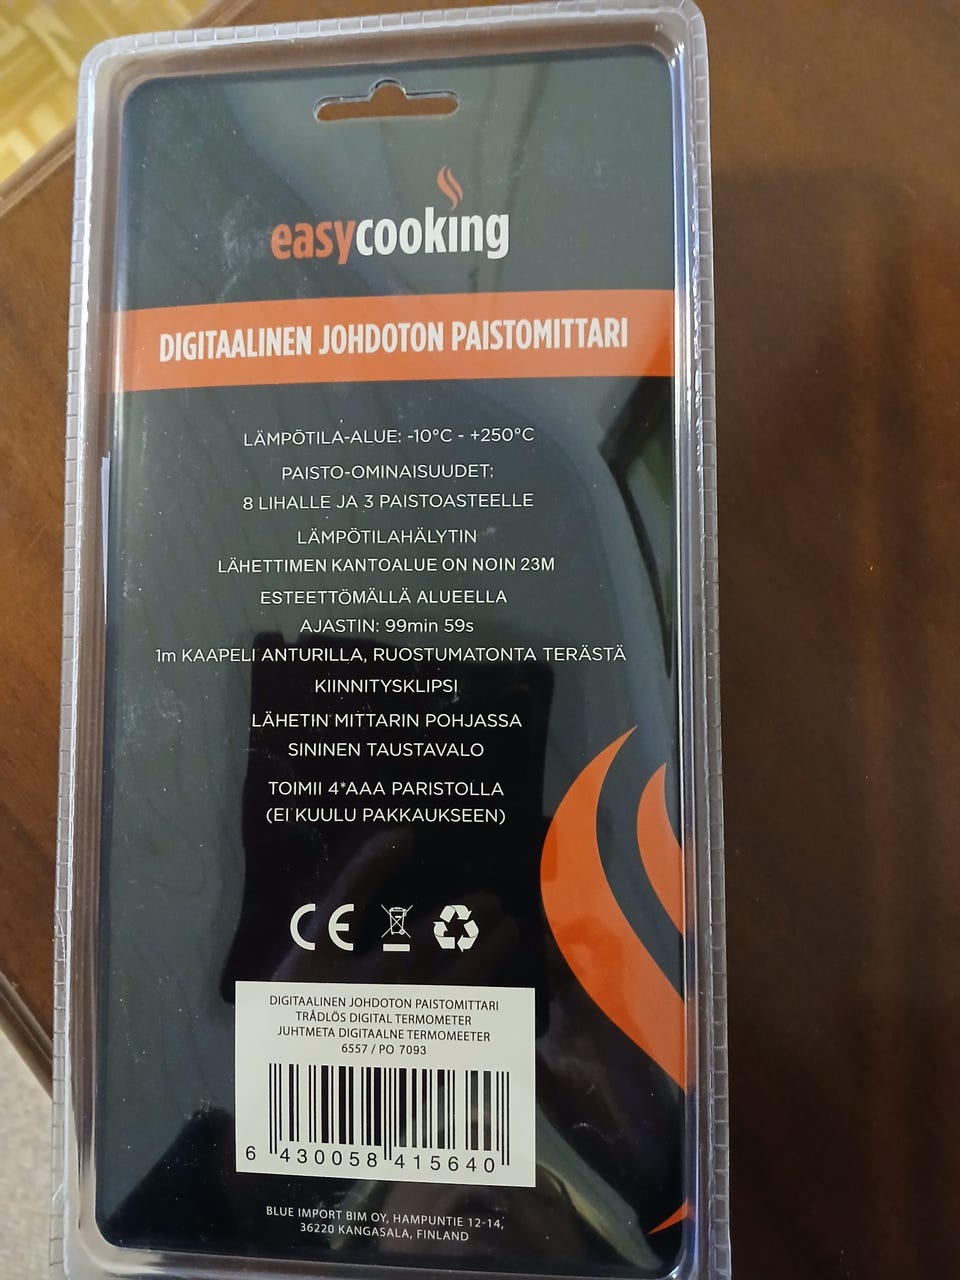 easycooking
DIGITAALINEN JOHDOTON PAISTOMITTARI
LÄMPÖTILA-ALUE: -10°C - +250°C
PAISTO-OMINAISUUDET:
8 LIHALLE JA 3 PAISTOASTEELLE
LÄMPÖTILAHÄLYTIN
LÄHETTIMEN KANTOALUE ON NOIN 23M
ESTEETTÖMÄLLÄ ALUEELLA
AJASTIN: 99min 59s
1m KAAPELI ANTURILLA, RUOSTUMATONTA TERÄSTÄ
KIINNITYSKLIPSI
LÄHETIN MITTARIN POHJASSA
SININEN TAUSTAVALO
TOIMII 4*AAA PARISTOLLA
(EI KUULU PAKKAUKSEEN)
CE
DIGITAALINEN JOHDOTON PAISTOMITTARI
TRÅDLÖS DIGITAL TERMOMETER
JUHTMETA DIGITAALNE TERMOMEETER
6557 / PO 7093
6 430058 415640
BLUE IMPORT BIM OY, HAMPUNTIE 12-14,
36220 KANGASALA, FINLAND